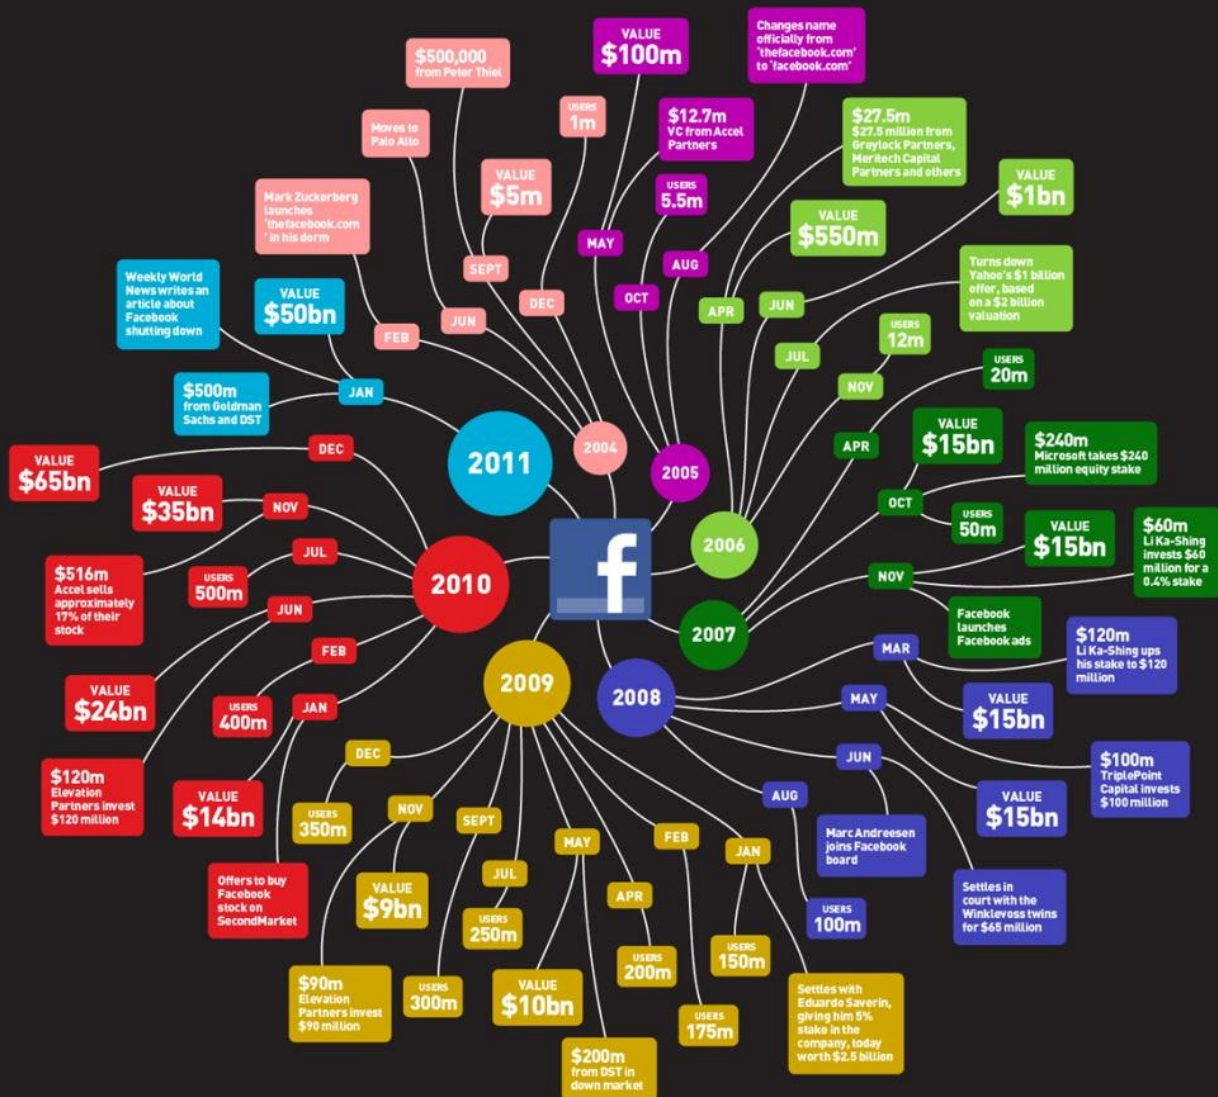 f
2004
FEB
Mark Zuckerberg
launches
'thefacebook.com
' in his dorm
JUN
Moves to
Palo Alto
SEPT
$500,000
from Peter Thiel
VALUE
$5m
DEC
USERS
1m
2005
MAY
VALUE
$100m
$12.7m
VC from Accel
Partners
OCT
USERS
5.5m
AUG
Changes name
officially from
'thefacebook.com'
to 'facebook.com'
2006
APR
$27.5m
$27.5 million from
Greylock Partners,
Meritech Capital
Partners and others
VALUE
$550m
JUN
VALUE
$1bn
JUL
Turns down
Yahoo's $1 billion
offer, based
on a $2 billion
valuation
NOV
USERS
12m
2007
APR
USERS
20m
OCT
VALUE
$15bn
$240m
Microsoft takes $240
million equity stake
USERS
50m
NOV
VALUE
$15bn
$60m
Li Ka-Shing
invests $60
million for a
0.4% stake
Facebook
launches
Facebook ads
2008
MAR
$120m
Li Ka-Shing ups
his stake to $120
million
VALUE
$15bn
MAY
$100m
TriplePoint
Capital invests
$100 million
VALUE
$15bn
JUN
Marc Andreesen
joins Facebook
board
Settles in
court with the
Winklevoss twins
for $65 million
AUG
USERS
100m
2009
JAN
USERS
150m
Settles with
Eduardo Saverin,
giving him 5%
stake in the
company, today
worth $2.5 billion
FEB
USERS
175m
APR
USERS
200m
MAY
VALUE
$10bn
$200m
from DST in
down market
JUL
USERS
250m
SEPT
USERS
300m
NOV
VALUE
$9bn
$90m
Elevation
Partners invest
$90 million
DEC
USERS
350m
2010
JAN
VALUE
$14bn
Offers to buy
Facebook
stock on
SecondMarket
FEB
USERS
400m
JUN
VALUE
$24bn
$120m
Elevation
Partners invest
$120 million
JUL
USERS
500m
NOV
VALUE
$35bn
$516m
Accel sells
approximately
17% of their
stock
DEC
VALUE
$65bn
2011
JAN
Weekly World
News writes an
article about
Facebook
shutting down
VALUE
$50bn
$500m
from Goldman
Sachs and DST